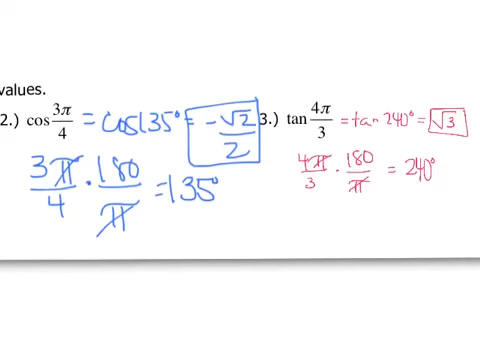 values.
2.) cos 3π/4 = cos 135° = -√2/2
3π/4 · 180/π = 135°
3.) tan 4π/3 = tan 240° = √3
4π/3 · 180/π = 240°